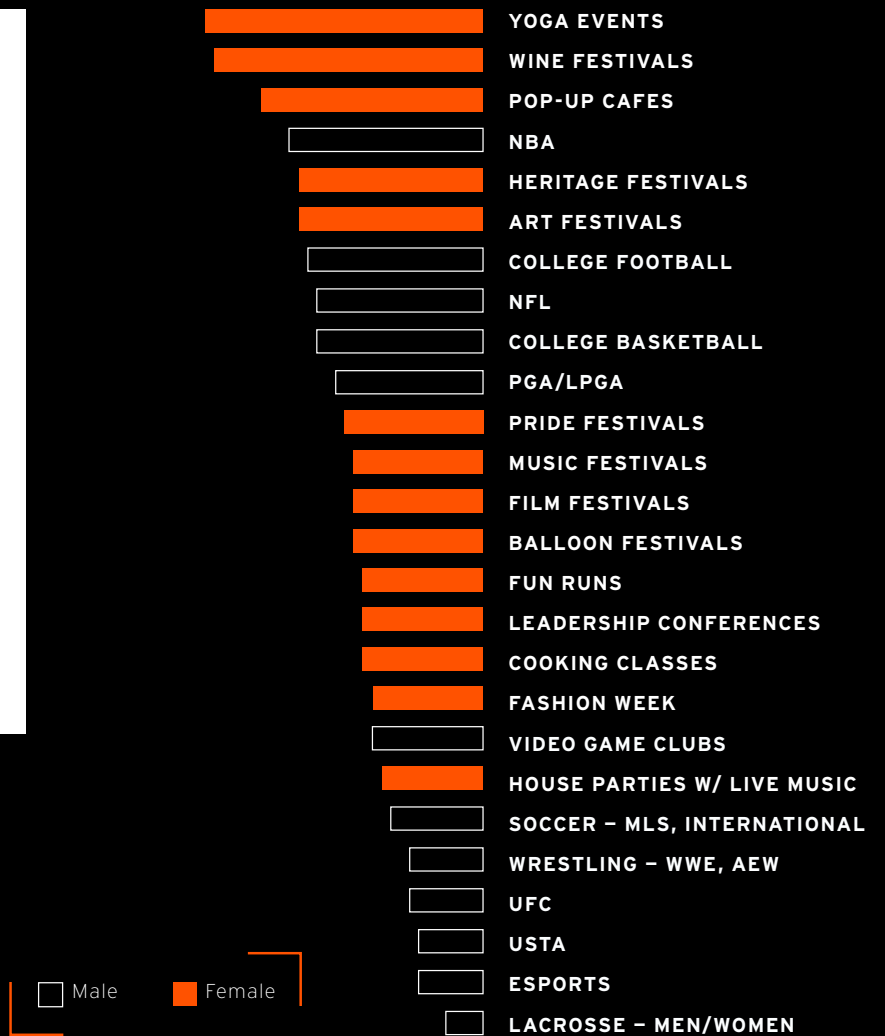 YOGA EVENTS
WINE FESTIVALS
POP-UP CAFES
NBA
HERITAGE FESTIVALS
ART FESTIVALS
COLLEGE FOOTBALL
NFL
COLLEGE BASKETBALL
PGA/LPGA
PRIDE FESTIVALS
MUSIC FESTIVALS
FILM FESTIVALS
BALLOON FESTIVALS
FUN RUNS
LEADERSHIP CONFERENCES
COOKING CLASSES
FASHION WEEK
VIDEO GAME CLUBS
HOUSE PARTIES W/ LIVE MUSIC
SOCCER – MLS, INTERNATIONAL
WRESTLING – WWE, AEW
UFC
USTA
ESPORTS
LACROSSE – MEN/WOMEN
Male Female